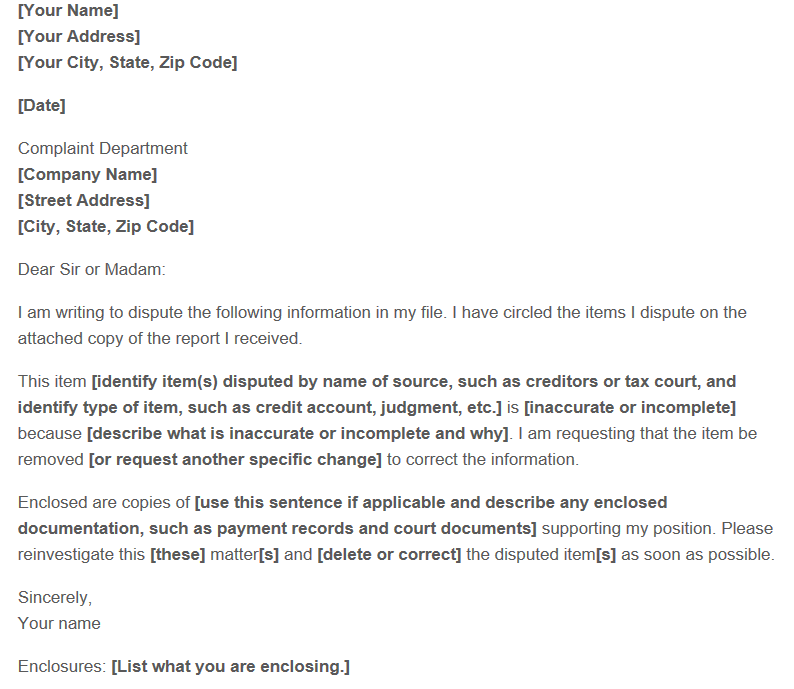 [Your Name]
[Your Address]
[Your City, State, Zip Code]
[Date]
Complaint Department
[Company Name]
[Street Address]
[City, State, Zip Code]
Dear Sir or Madam:
I am writing to dispute the following information in my file. I have circled the items I dispute on the
attached copy of the report I received.
This item [identify item(s) disputed by name of source, such as creditors or tax court, and
identify type of item, such as credit account, judgment, etc.] is [inaccurate or incomplete]
because [describe what is inaccurate or incomplete and why]. I am requesting that the item be
removed [or request another specific change] to correct the information.
Enclosed are copies of [use this sentence if applicable and describe any enclosed
documentation, such as payment records and court documents] supporting my position. Please
reinvestigate this [these] matter[s] and [delete or correct] the disputed item[s] as soon as possible.
Sincerely,
Your name
Enclosures: [List what you are enclosing.]